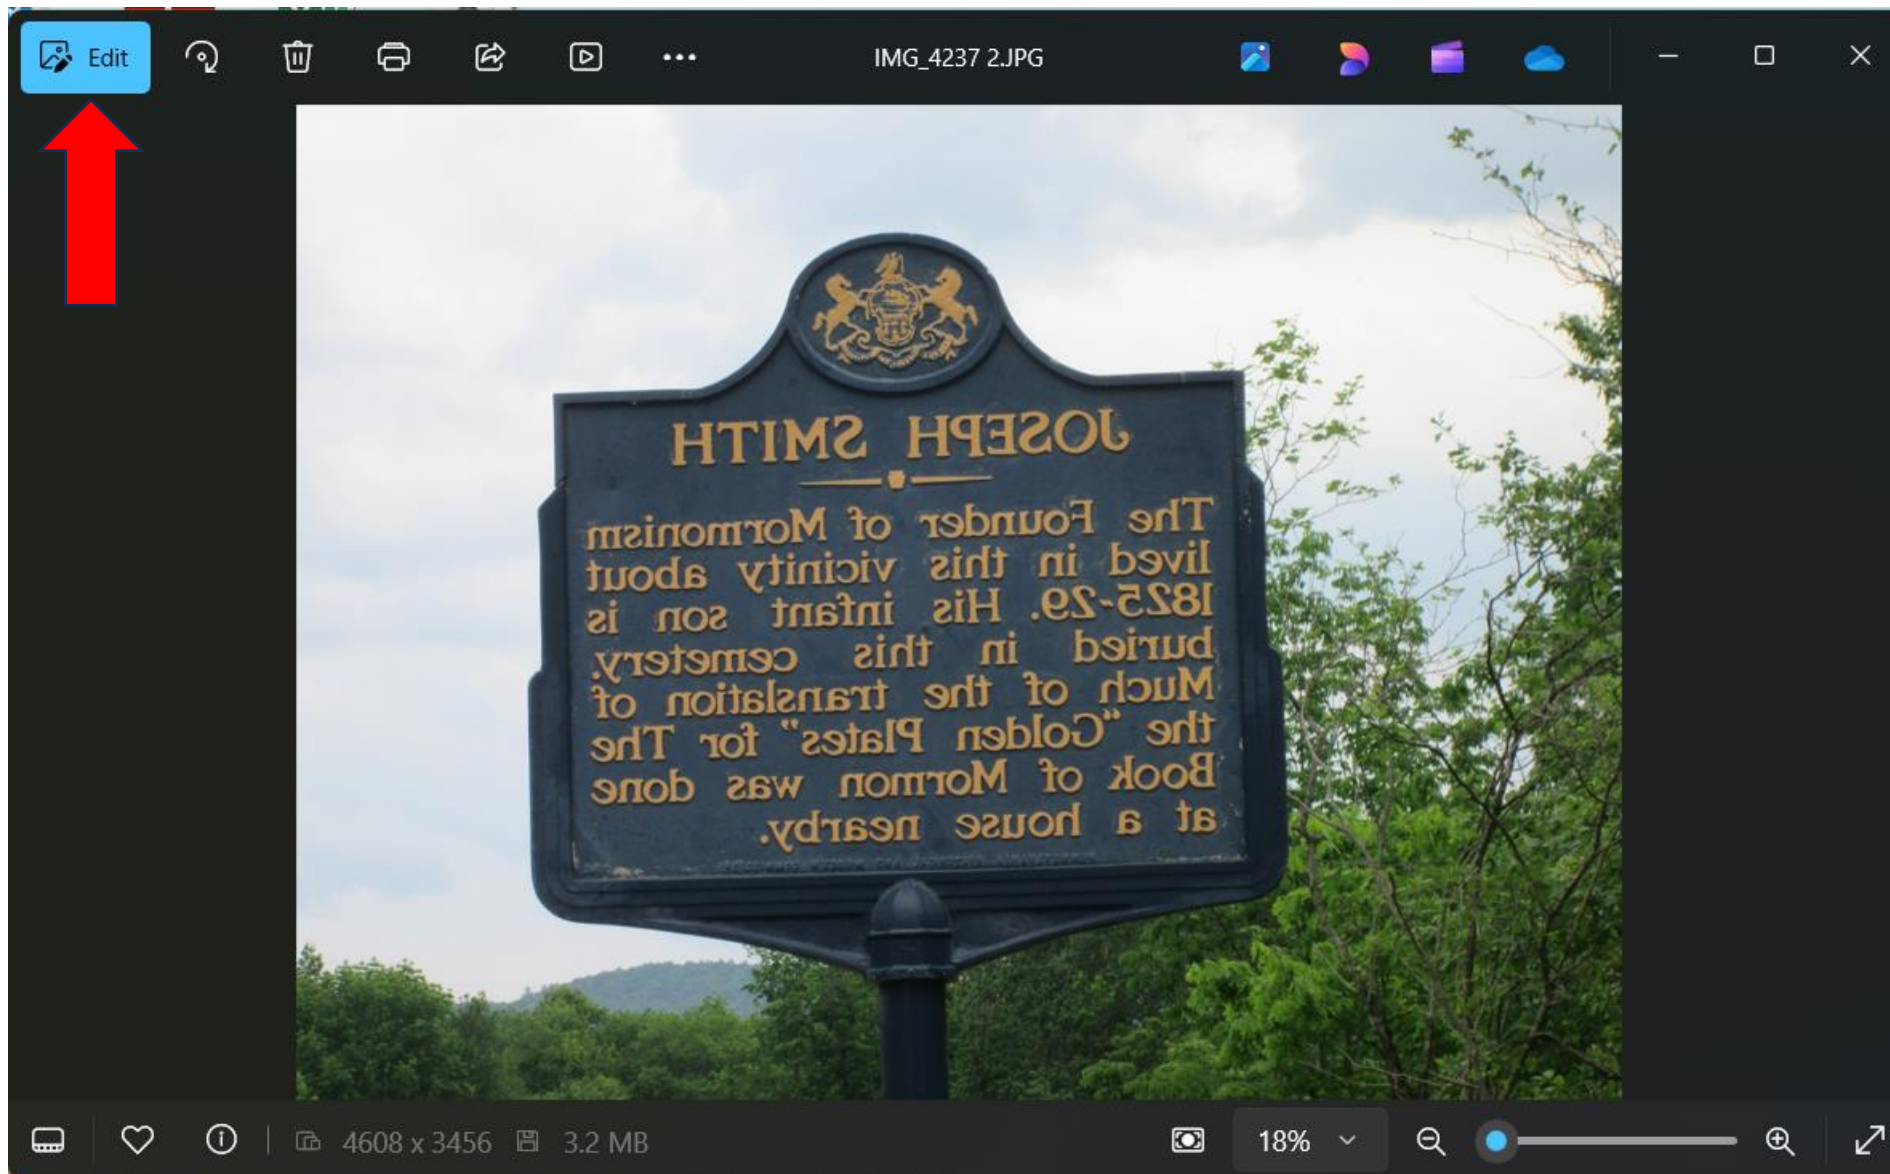 Edit
IMG_4237 2.JPG
JOSEPH SMITH
The Founder of Mormonism
lived in this vicinity about
1825-29. His infant son is
buried in this cemetery.
Much of the translation of
the "Golden Plates" for The
Book of Mormon was done
at a house nearby.
4608 x 3456
3.2 MB
18%